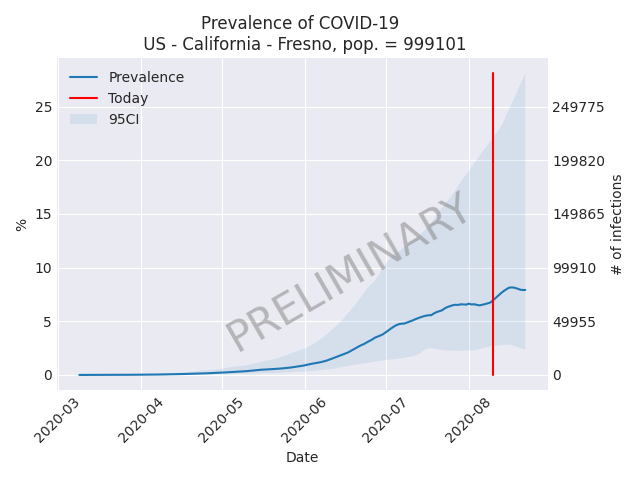 Prevalence of COVID-19
US - California - Fresno, pop. = 999101
Prevalence
Today
95CI
25
20
15
10
5
0
%
249775
199820
149865
99910
49955
0
# of infections
PRELIMINARY
2020-03
2020-04
2020-05
2020-06
2020-07
2020-08
Date